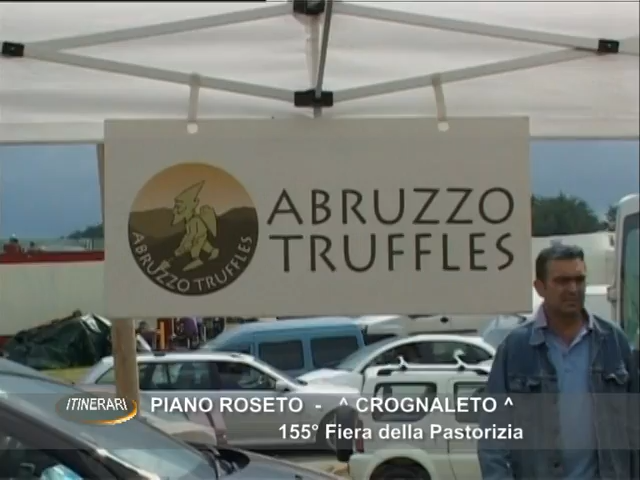 ABRUZZO
TRUFFLES
ABRUZZO TRUFFLES
ITINERARI
PIANO ROSETO - ^ CROGNALETO ^
155° Fiera della Pastorizia